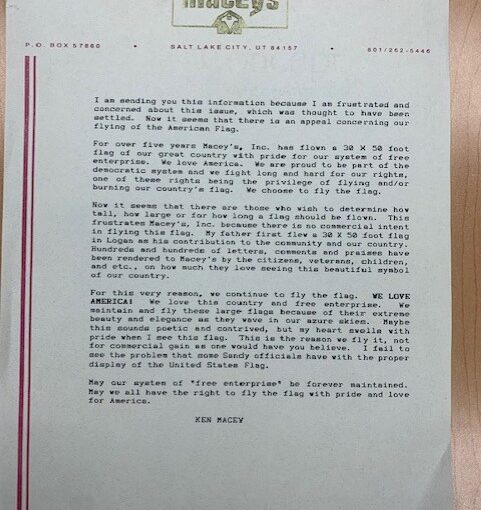 Macey's
P.O. BOX 57860 • SALT LAKE CITY, UT 84157 • 801/262-5446
I am sending you this information because I am frustrated and
concerned about this issue, which was thought to have been
settled. Now it seems that there is an appeal concerning our
flying of the American Flag.
For over five years Macey's, Inc. has flown a 30 X 50 foot
flag of our great country with pride for our system of free
enterprise. We love America. We are proud to be part of the
democratic system and we fight long and hard for our rights,
one of these rights being the privilege of flying and/or
burning our country's flag. We choose to fly the flag.
Now it seems that there are those who wish to determine how
tall, how large or for how long a flag should be flown. This
frustrates Macey's, Inc. because there is no commercial intent
in flying this flag. My father first flew a 30 X 50 foot flag
in Logan as his contribution to the community and our country.
Hundreds and hundreds of letters, comments and praises have
been rendered to Macey's by the citizens, veterans, children,
and etc., on how much they love seeing this beautiful symbol
of our country.
For this very reason, we continue to fly the flag. WE LOVE
AMERICA! We love this country and free enterprise. We
maintain and fly these large flags because of their extreme
beauty and elegance as they wave in our azure skies. Maybe
this sounds poetic and contrived, but my heart swells with
pride when I see this flag. This is the reason we fly it, not
for commercial gain as one would have you believe. I fail to
see the problem that some Sandy officials have with the proper
display of the United States Flag.
May our system of "free enterprise" be forever maintained.
May we all have the right to fly the flag with pride and love
for America.
KEN MACEY